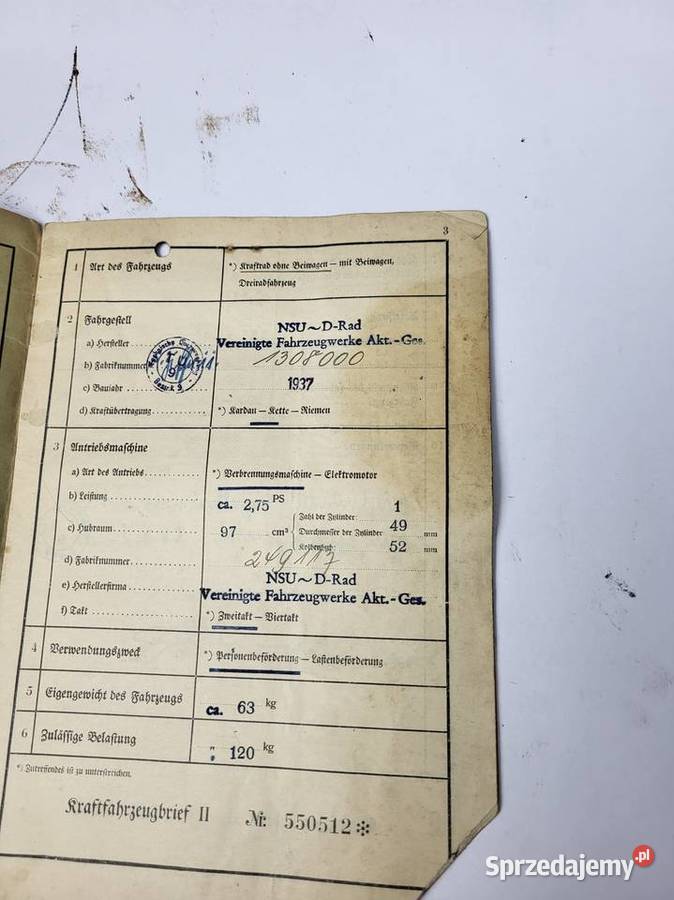 3
1 Art des Fahrzeugs *) Kraftrad ohne Beiwagen – mit Beiwagen,
Dreiradfahrzeug
2 Fahrgestell NSU~D-Rad
a) Hersteller Vereinigte Fahrzeugwerke Akt.-Ges.
b) Fabriknummer 1308000
c) Baujahr 1937
d) Kraftübertragung *) Kardan – Kette – Riemen
3 Antriebsmaschine
a) Art des Antriebs *) Verbrennungsmaschine – Elektromotor
b) Leistung ca. 2,75 PS
Zahl der Zylinder: 1
c) Hubraum 97 cm³ Durchmesser der Zylinder 49 mm
Kolbenhub: 52 mm
d) Fabriknummer 249117
e) Herstellerfirma NSU~D-Rad
Vereinigte Fahrzeugwerke Akt.-Ges.
f) Takt *) Zweitakt – Viertakt
4 Verwendungszweck *) Personenbeförderung – Lastenbeförderung
5 Eigengewicht des Fahrzeugs ca. 63 kg
6 Zulässige Belastung " 120 kg
*) Zutreffendes ist zu unterstreichen.
Kraftfahrzeugbrief II Nr. 550512
Sprzedajemy.pl